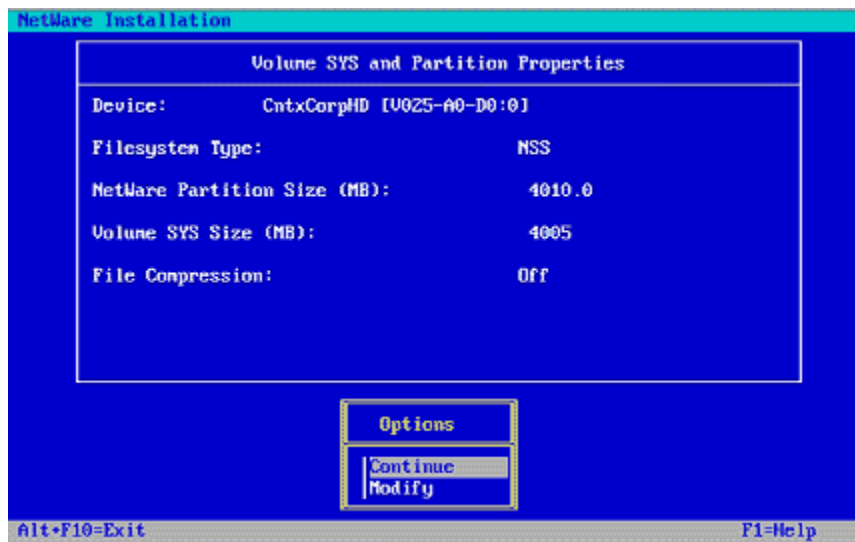 NetWare Installation
Volume SYS and Partition Properties
Device: CntxCorpHD [V025-A0-D0:0]
Filesystem Type: NSS
NetWare Partition Size (MB): 4010.0
Volume SYS Size (MB): 4005
File Compression: Off
Options
Continue
Modify
Alt+F10=Exit F1=Help